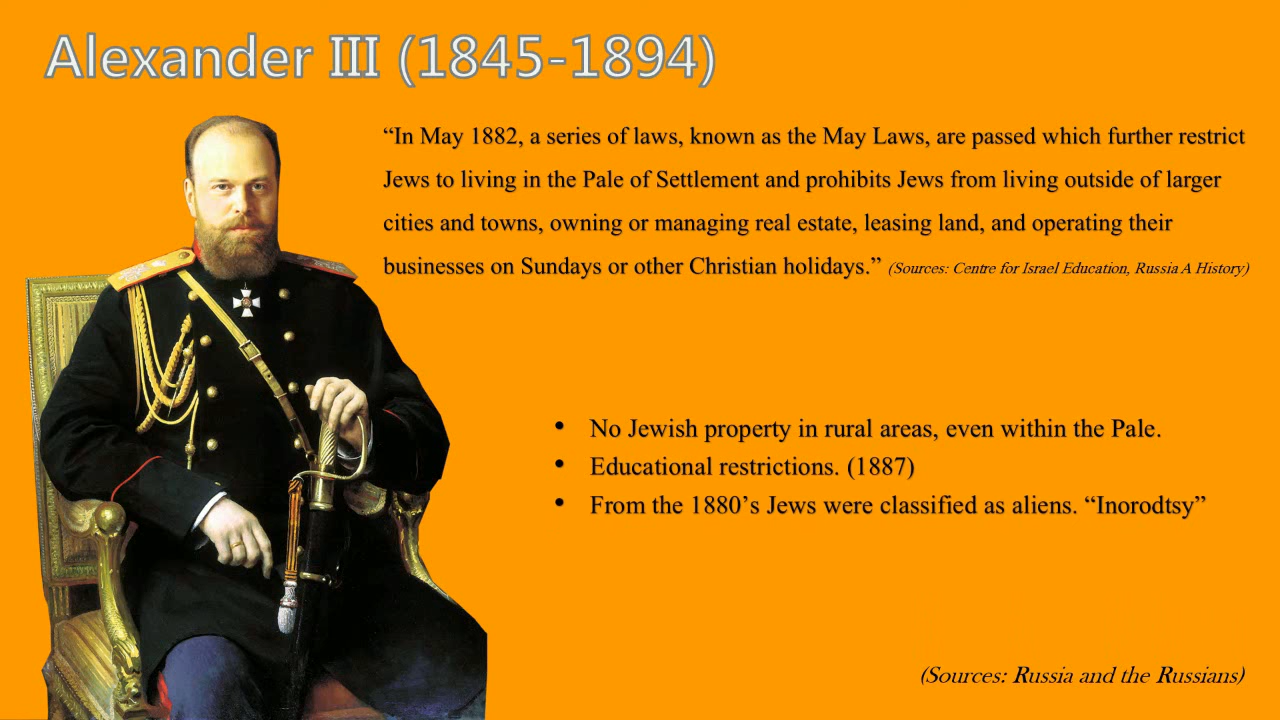 Alexander III (1845-1894)
“In May 1882, a series of laws, known as the May Laws, are passed which further restrict
Jews to living in the Pale of Settlement and prohibits Jews from living outside of larger
cities and towns, owning or managing real estate, leasing land, and operating their
businesses on Sundays or other Christian holidays.” (Sources: Centre for Israel Education, Russia A History)
• No Jewish property in rural areas, even within the Pale.
• Educational restrictions. (1887)
• From the 1880’s Jews were classified as aliens. “Inorodtsy”
(Sources: Russia and the Russians)